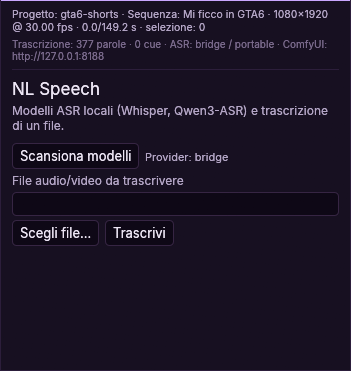 Progetto: gta6-shorts · Sequenza: Mi ficco in GTA6 · 1080×1920
@ 30.00 fps · 0.0/149.2 s · selezione: 0
Trascrizione: 377 parole · 0 cue · ASR: bridge / portable · ComfyUI:
http://127.0.0.1:8188
NL Speech
Modelli ASR locali (Whisper, Qwen3-ASR) e trascrizione
di un file.
Scansiona modelli Provider: bridge
File audio/video da trascrivere
Scegli file... Trascrivi